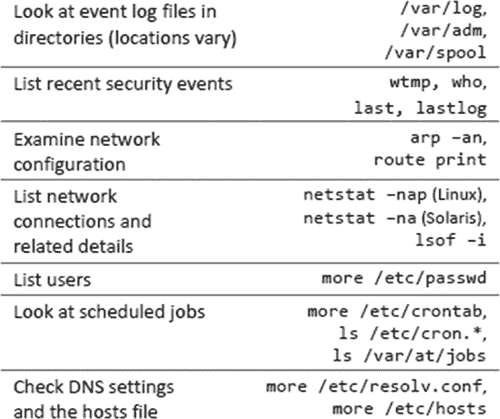 Look at event log files in
directories (locations vary)
/var/log,
/var/adm,
/var/spool
List recent security events
wtmp, who,
last, lastlog
Examine network
configuration
arp –an,
route print
List network
connections and
related details
netstat –nap (Linux),
netstat –na (Solaris),
lsof –i
List users
more /etc/passwd
Look at scheduled jobs
more /etc/crontab,
ls /etc/cron.*,
ls /var/at/jobs
Check DNS settings
and the hosts file
more /etc/resolv.conf,
more /etc/hosts